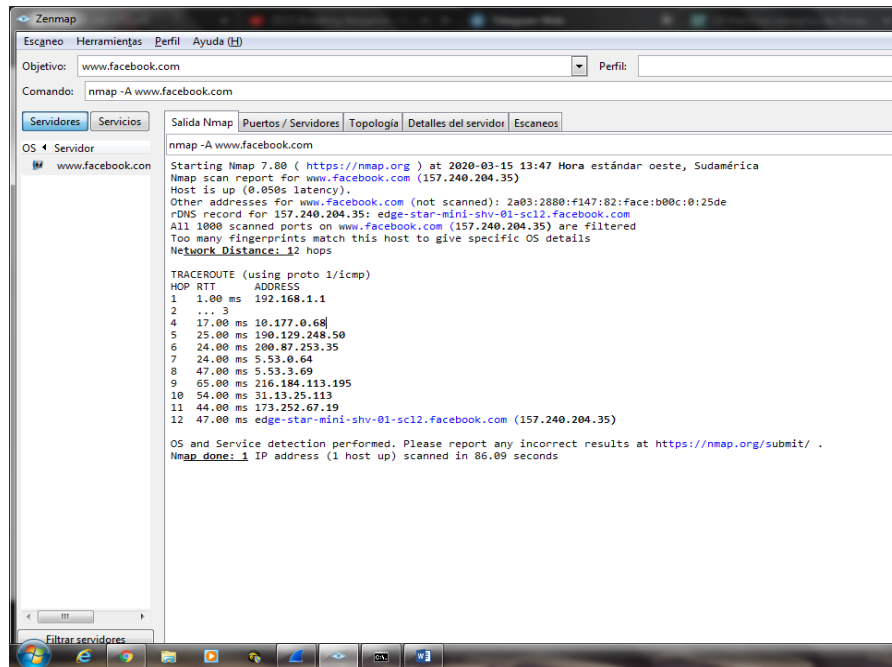 Zenmap
Escaneo Herramientas Perfil Ayuda (H)
Objetivo: www.facebook.com Perfil:
Comando: nmap -A www.facebook.com
Servidores Servicios
Salida Nmap Puertos / Servidores Topología Detalles del servidor Escaneos
OS Servidor
www.facebook.con
nmap -A www.facebook.com
Starting Nmap 7.80 ( https://nmap.org ) at 2020-03-15 13:47 Hora estándar oeste, Sudamérica
Nmap scan report for www.facebook.com (157.240.204.35)
Host is up (0.050s latency).
Other addresses for www.facebook.com (not scanned): 2a03:2880:f147:82:face:b00c:0:25de
rDNS record for 157.240.204.35: edge-star-mini-shv-01-scl2.facebook.com
All 1000 scanned ports on www.facebook.com (157.240.204.35) are filtered
Too many fingerprints match this host to give specific OS details
Network Distance: 12 hops
TRACEROUTE (using proto 1/icmp)
HOP RTT ADDRESS
1 1.00 ms 192.168.1.1
2 ... 3
4 17.00 ms 10.177.0.68
5 25.00 ms 190.129.248.50
6 24.00 ms 200.87.253.35
7 24.00 ms 5.53.0.64
8 47.00 ms 5.53.3.69
9 65.00 ms 216.184.113.195
10 54.00 ms 31.13.25.113
11 44.00 ms 173.252.67.19
12 47.00 ms edge-star-mini-shv-01-scl2.facebook.com (157.240.204.35)
OS and Service detection performed. Please report any incorrect results at https://nmap.org/submit/ .
Nmap done: 1 IP address (1 host up) scanned in 86.09 seconds
Filtrar servidores